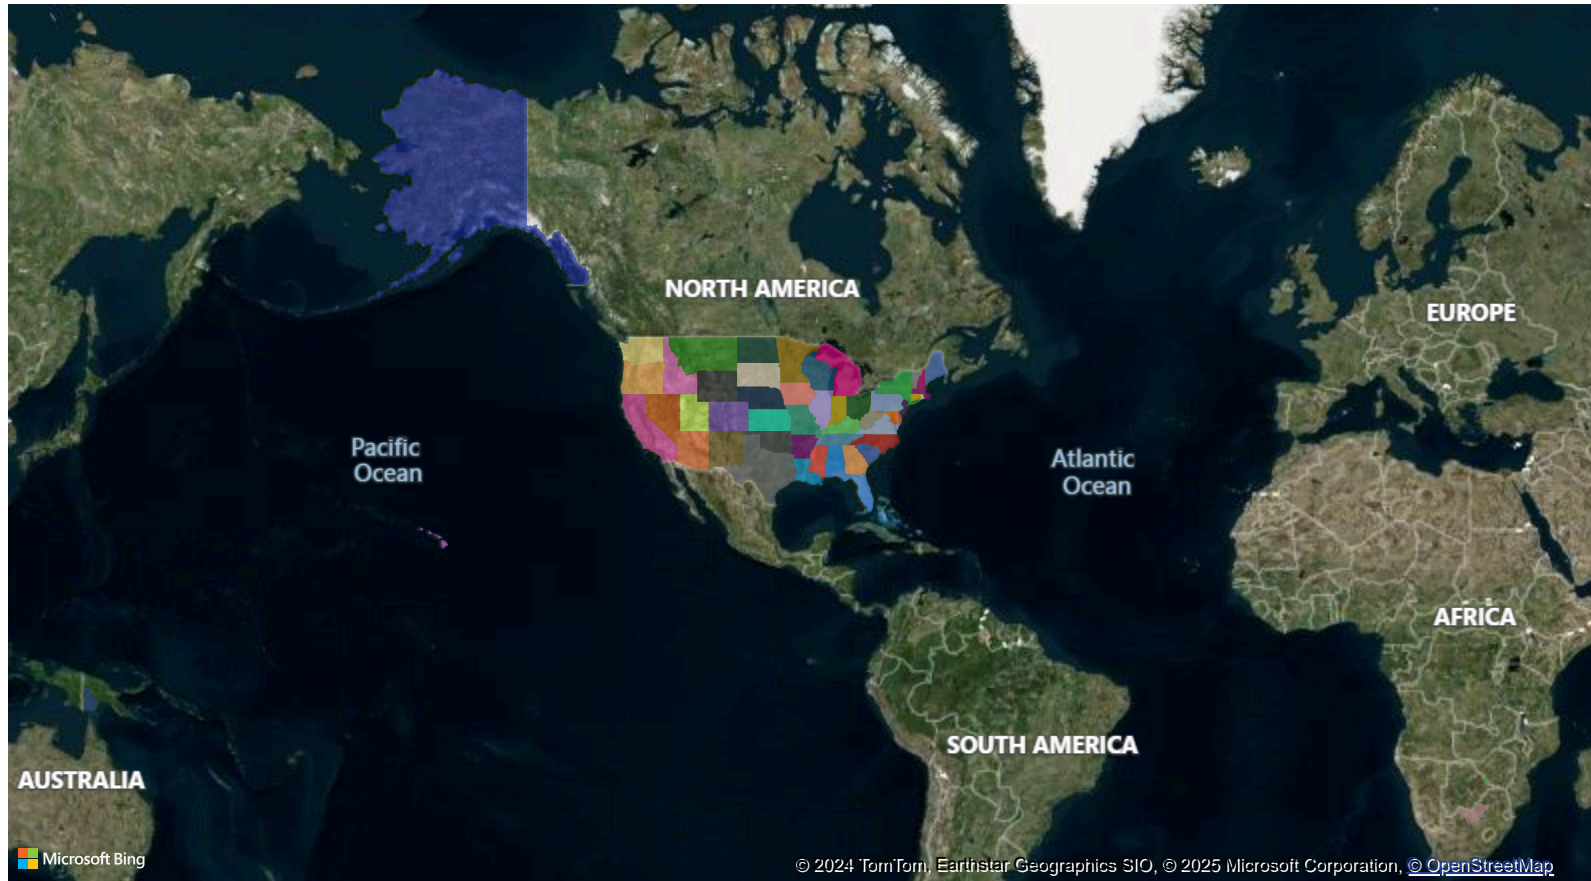 NORTH AMERICA
EUROPE
Pacific
Ocean
Atlantic
Ocean
AFRICA
SOUTH AMERICA
AUSTRALIA
Microsoft Bing
© 2024 TomTom, Earthstar Geographics SIO, © 2025 Microsoft Corporation, © OpenStreetMap